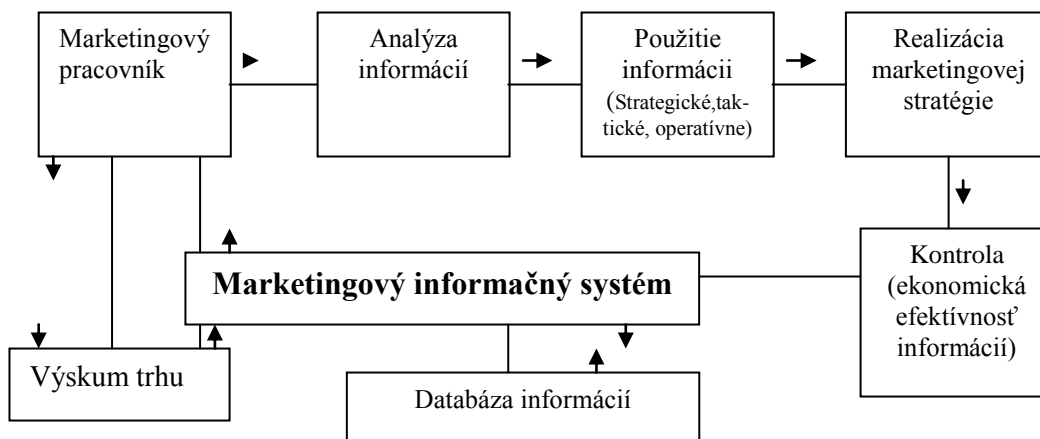 Marketingový
pracovník
Analýza
informácií
Použitie
informácii
(Strategické,tak-
tické, operatívne)
Realizácia
marketingovej
stratégie
Marketingový informačný systém
Kontrola
(ekonomická
efektívnosť
informácií)
Výskum trhu
Databáza informácií